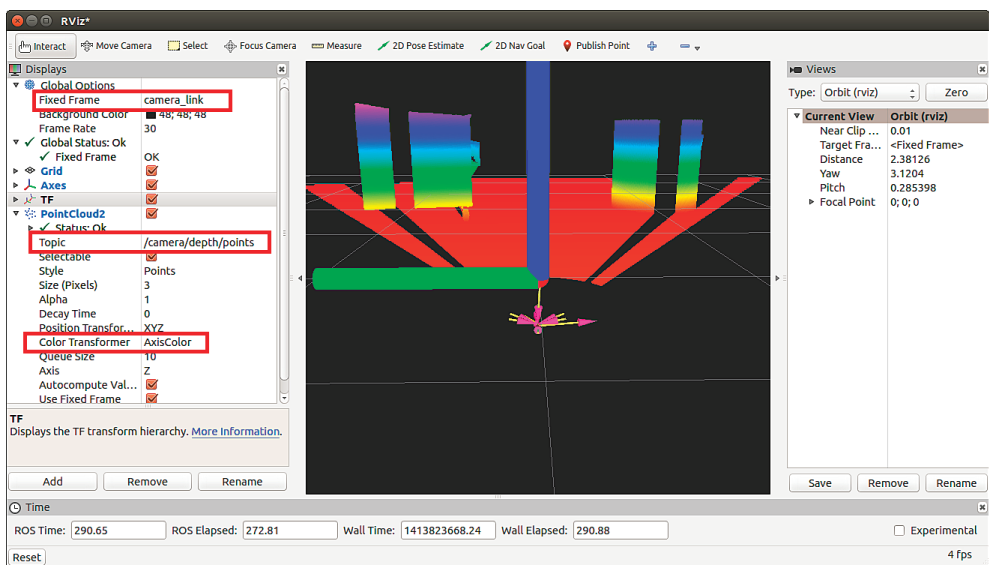 RViz*
Interact Move Camera Select Focus Camera Measure 2D Pose Estimate 2D Nav Goal Publish Point
Displays
Global Options
Fixed Frame camera_link
Background Color 48; 48; 48
Frame Rate 30
Global Status: Ok
Fixed Frame OK
Grid
Axes
TF
PointCloud2
Status: Ok
Topic /camera/depth/points
Selectable
Style Points
Size (Pixels) 3
Alpha 1
Decay Time 0
Position Transfor... XYZ
Color Transformer AxisColor
Queue Size 10
Axis Z
Autocompute Val...
Use Fixed Frame
TF
Displays the TF transform hierarchy. More Information.
Add Remove Rename
Views
Type: Orbit (rviz) Zero
Current View Orbit (rviz)
Near Clip ... 0.01
Target Fra... <Fixed Frame>
Distance 2.38126
Yaw 3.1204
Pitch 0.285398
Focal Point 0; 0; 0
Save Remove Rename
Time
ROS Time: 290.65 ROS Elapsed: 272.81 Wall Time: 1413823668.24 Wall Elapsed: 290.88 Experimental
Reset 4 fps